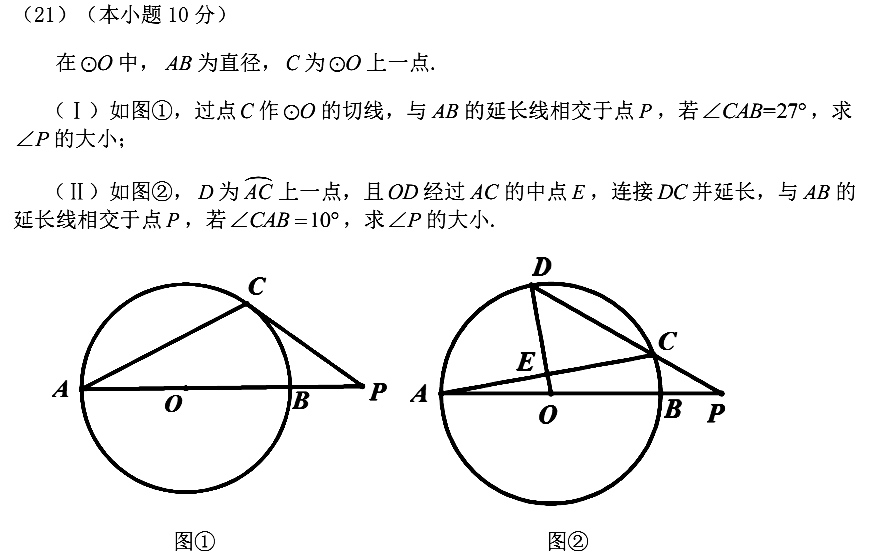 （21）（本小题 10 分）
在⊙O 中， AB 为直径， C 为⊙O 上一点.
（Ⅰ）如图①，过点 C 作⊙O 的切线，与 AB 的延长线相交于点 P ，若∠CAB=27° ，求
∠P 的大小；
（Ⅱ）如图②， D 为 AC 上一点，且 OD 经过 AC 的中点 E ，连接 DC 并延长，与 AB 的
延长线相交于点 P ，若∠CAB = 10° ，求∠P 的大小.
C
A
O
B
P
图①
D
E
C
A
O
B
P
图②